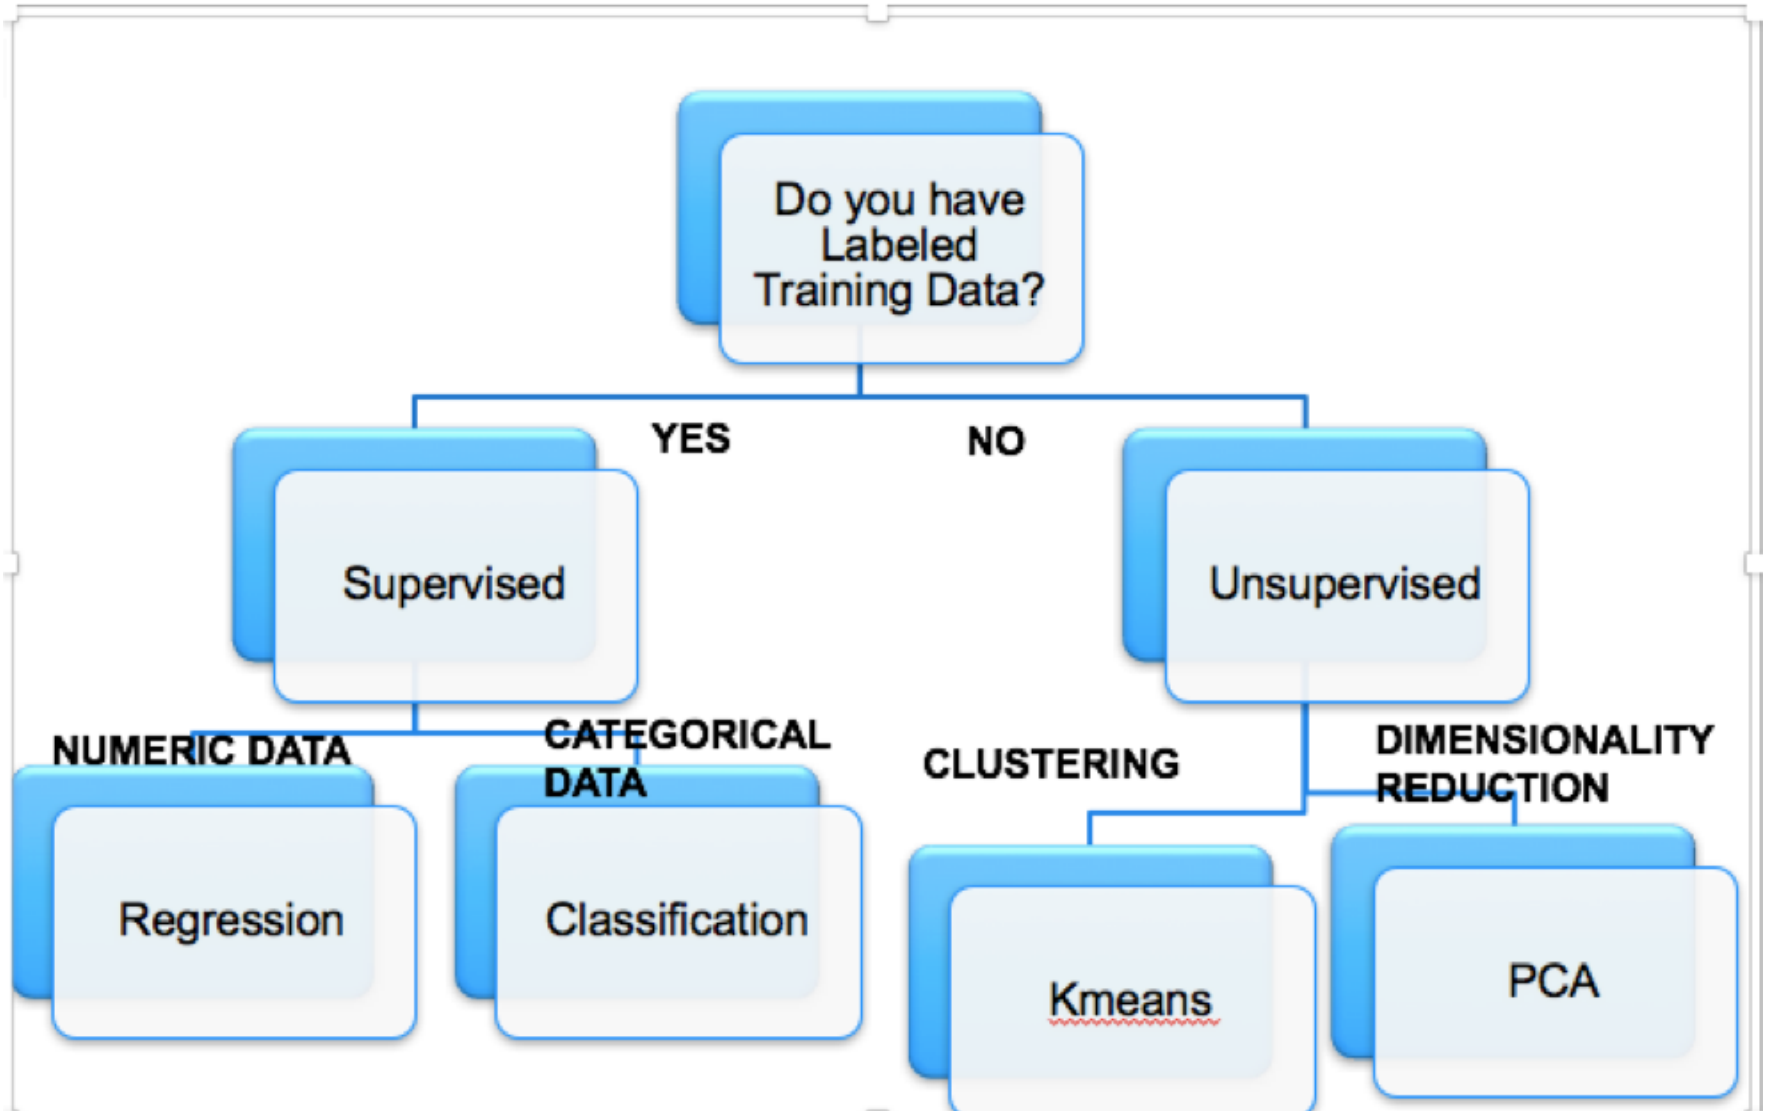 Do you have
Labeled
Training Data?
YES
NO
Supervised
Unsupervised
NUMERIC DATA
CATEGORICAL
DATA
CLUSTERING
DIMENSIONALITY
REDUCTION
Regression
Classification
Kmeans
PCA